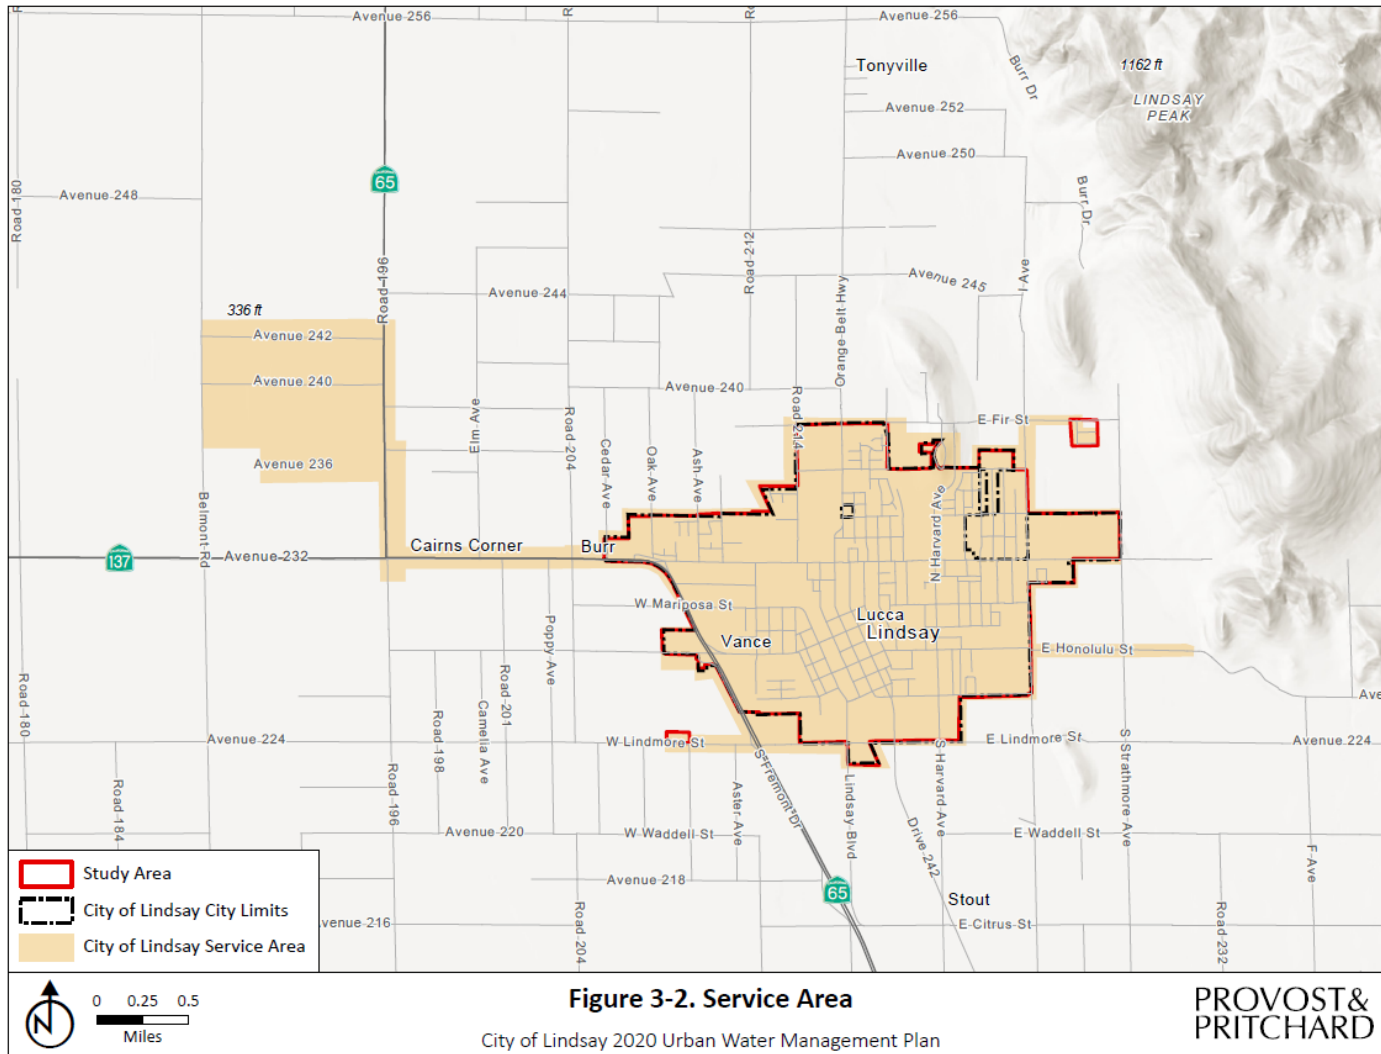 Avenue 256
Avenue 256
Tonyville
Burr Dr
1162 ft
LINDSAY
PEAK
Avenue 252
Avenue 250
65
Road 180
Avenue 248
Burr Dr
Road 212
Road 196
Avenue 244
Orange Belt Hwy
Avenue 245
I Ave
336 ft
Avenue 242
Avenue 240
Avenue 240
Elm Ave
Road 204
Cedar Ave
Oak Ave
Ash Ave
Road 214
E Fir St
Avenue 236
Belmont Rd
N Harvard Ave
137
Avenue 232
Cairns Corner
Burr
W Mariposa St
Lucca
Lindsay
Vance
E Honolulu St
Poppy Ave
Road 180
Road 201
Camelia Ave
Road 198
Ave
Avenue 224
W Lindmore St
E Lindmore St
Avenue 224
S Fremont Dr
S Harvard Ave
S Strathmore Ave
Road 184
Road 196
Aster Ave
Lindsay Blvd
Drive 242
Avenue 220
W Waddell St
E Waddell St
F Ave
Avenue 218
65
Stout
Road 204
E Citrus St
Road 232
Study Area
City of Lindsay City Limits
City of Lindsay Service Area
venue 216
N
0 0.25 0.5
Miles
Figure 3-2. Service Area
City of Lindsay 2020 Urban Water Management Plan
PROVOST&
PRITCHARD